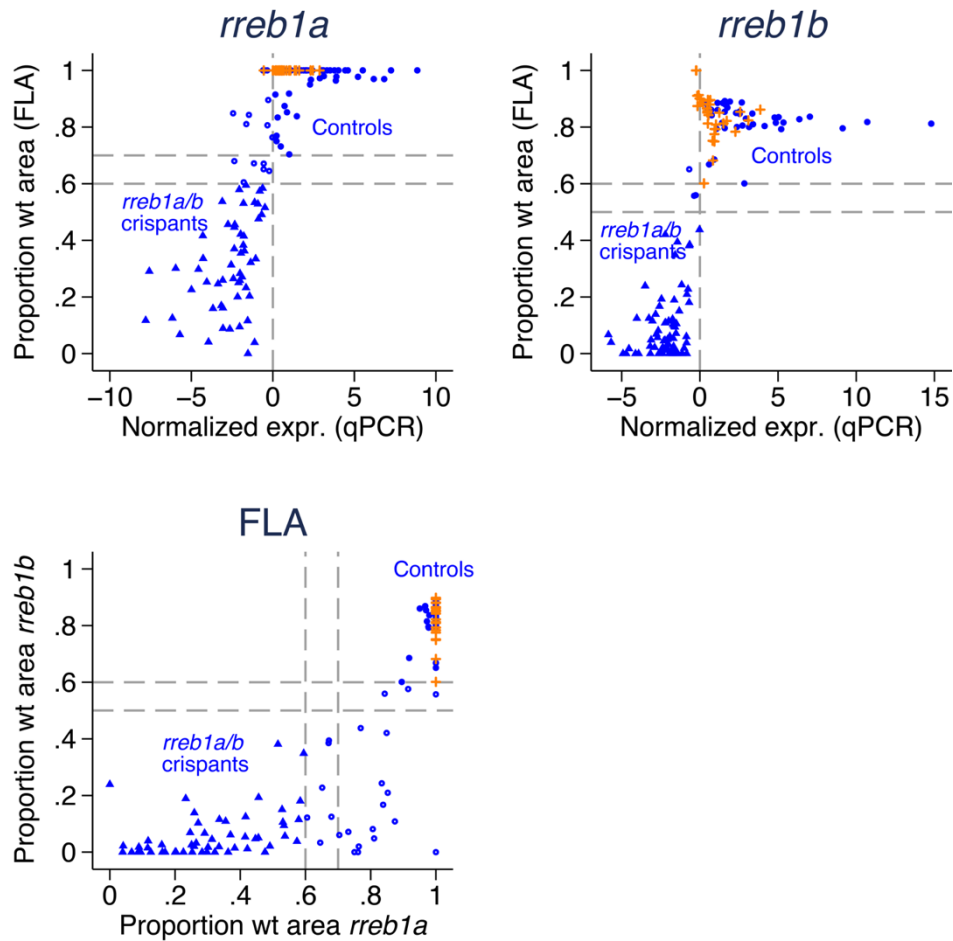 rreb1a
Proportion wt area (FLA)
1
.8
.6
.4
.2
0
Controls
rreb1a/b
crispants
−10
−5
0
5
10
Normalized expr. (qPCR)
rreb1b
Proportion wt area (FLA)
1
.8
.6
.4
.2
0
Controls
rreb1a/b
crispants
−5
0
5
10
15
Normalized expr. (qPCR)
FLA
Proportion wt area rreb1b
1
.8
.6
.4
.2
0
Controls
rreb1a/b
crispants
0
.2
.4
.6
.8
1
Proportion wt area rreb1a